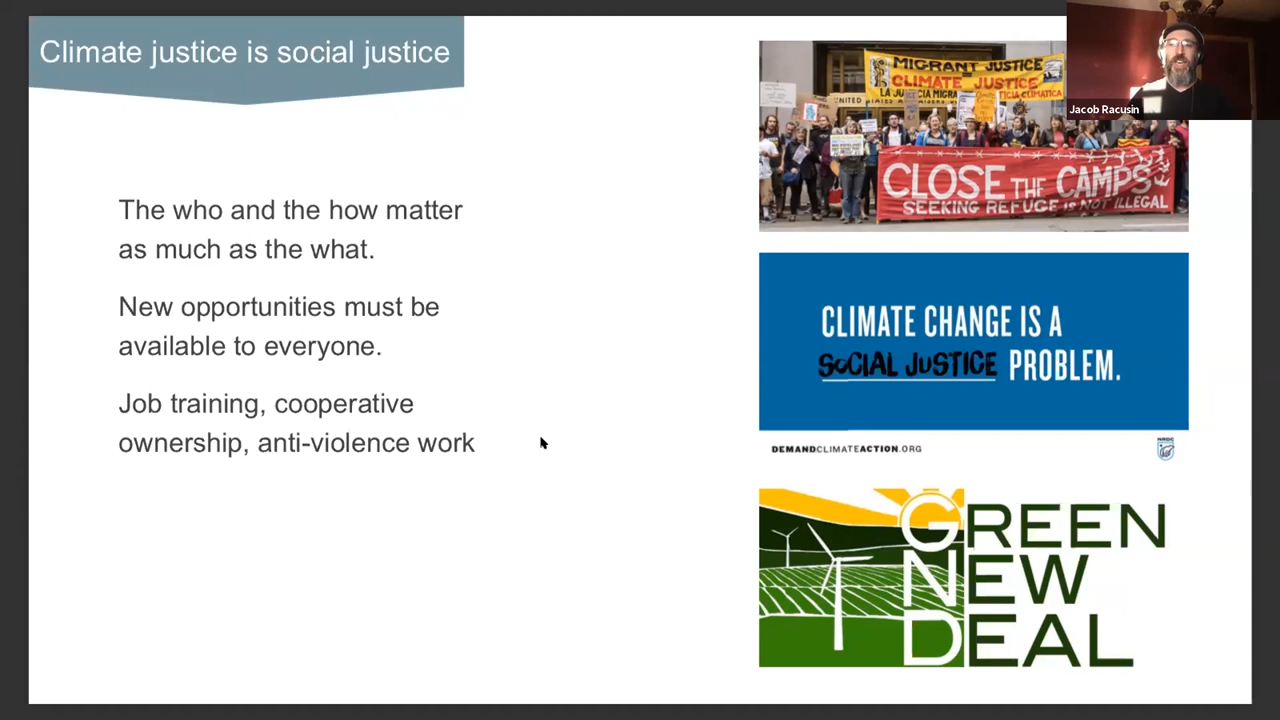 Climate justice is social justice
The who and the how matter
as much as the what.
New opportunities must be
available to everyone.
Job training, cooperative
ownership, anti-violence work
MIGRANT JUSTICE
CLIMATE JUSTICE
UNITED
CLOSE THE CAMPS
SEEKING REFUGE IS NOT ILLEGAL
Jacob Racusin
CLIMATE CHANGE IS A
SOCIAL JUSTICE PROBLEM.
DEMANDCLIMATEACTION.ORG
NRDC
GREEN
NEW
DEAL